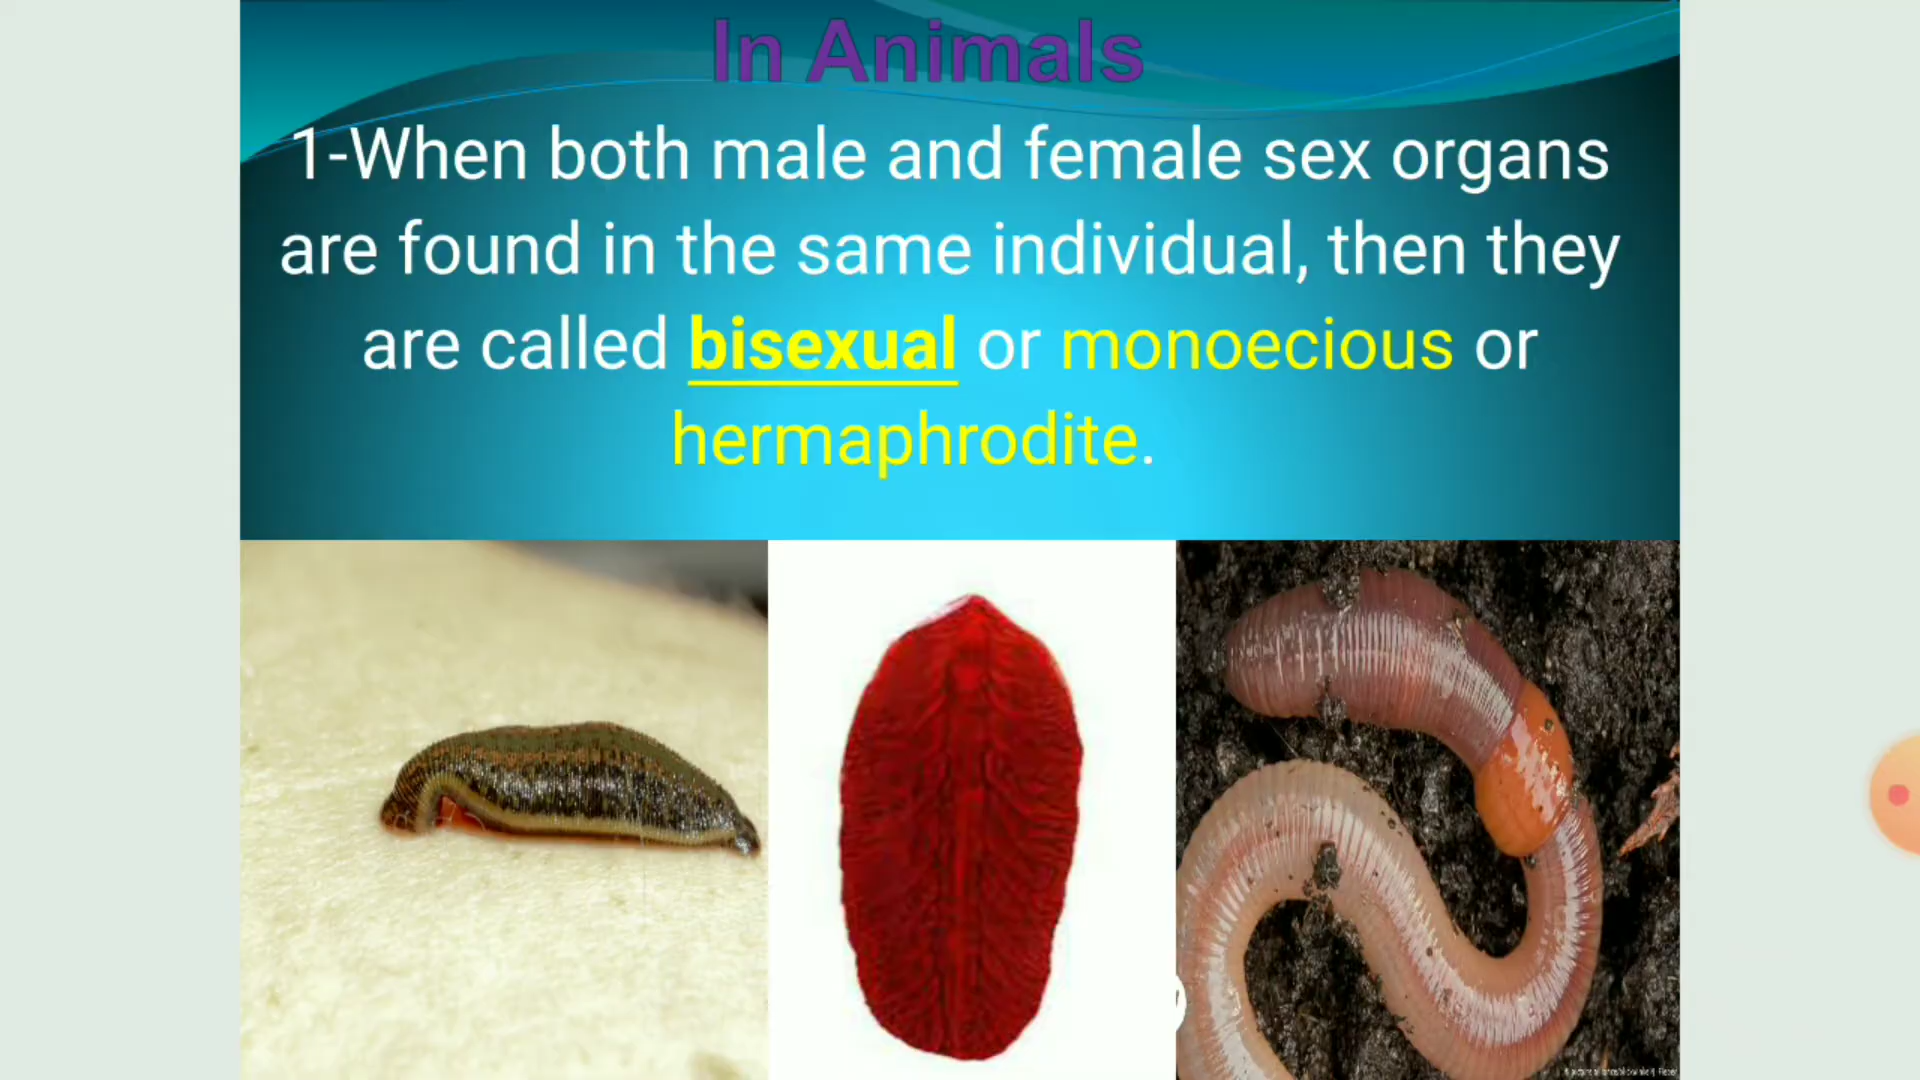 In Animals
1-When both male and female sex organs
are found in the same individual, then they
are called bisexual or monoecious or
hermaphrodite.